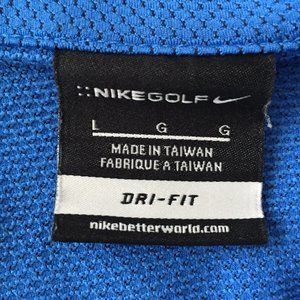 ::NIKEGOLF
L G G
MADE IN TAIWAN
FABRIQUE A TAIWAN
DRI-FIT
nikebetterworld.com